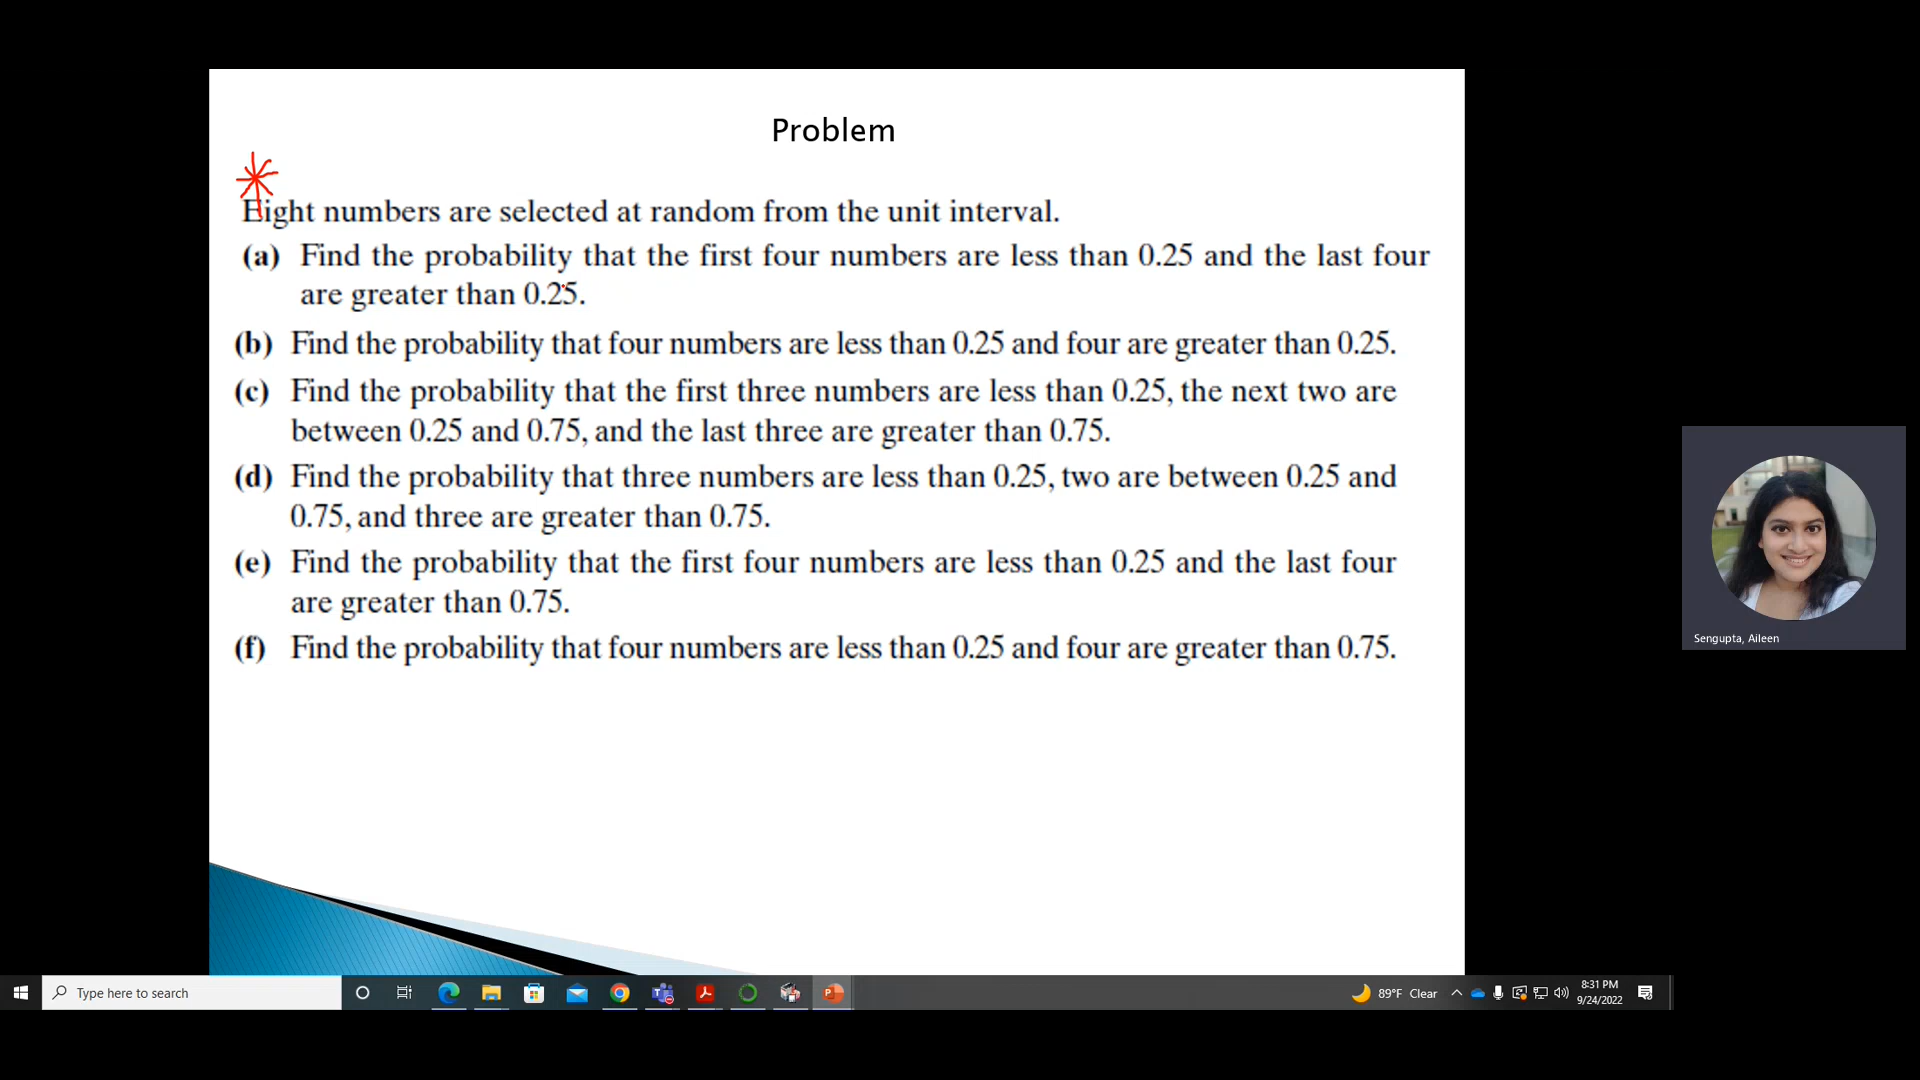 Problem
Eight numbers are selected at random from the unit interval.
(a) Find the probability that the first four numbers are less than 0.25 and the last four
are greater than 0.25.
(b) Find the probability that four numbers are less than 0.25 and four are greater than 0.25.
(c) Find the probability that the first three numbers are less than 0.25, the next two are
between 0.25 and 0.75, and the last three are greater than 0.75.
(d) Find the probability that three numbers are less than 0.25, two are between 0.25 and
0.75, and three are greater than 0.75.
(e) Find the probability that the first four numbers are less than 0.25 and the last four
are greater than 0.75.
(f) Find the probability that four numbers are less than 0.25 and four are greater than 0.75.
Sengupta, Aileen
Type here to search
89°F Clear
8:31 PM
9/24/2022